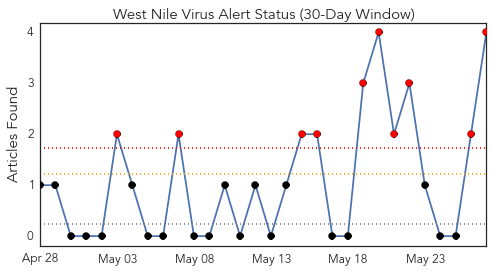 West Nile Virus Alert Status (30-Day Window)
Articles Found
4
3
2
1
0
Apr 28
May 03
May 08
May 13
May 18
May 23